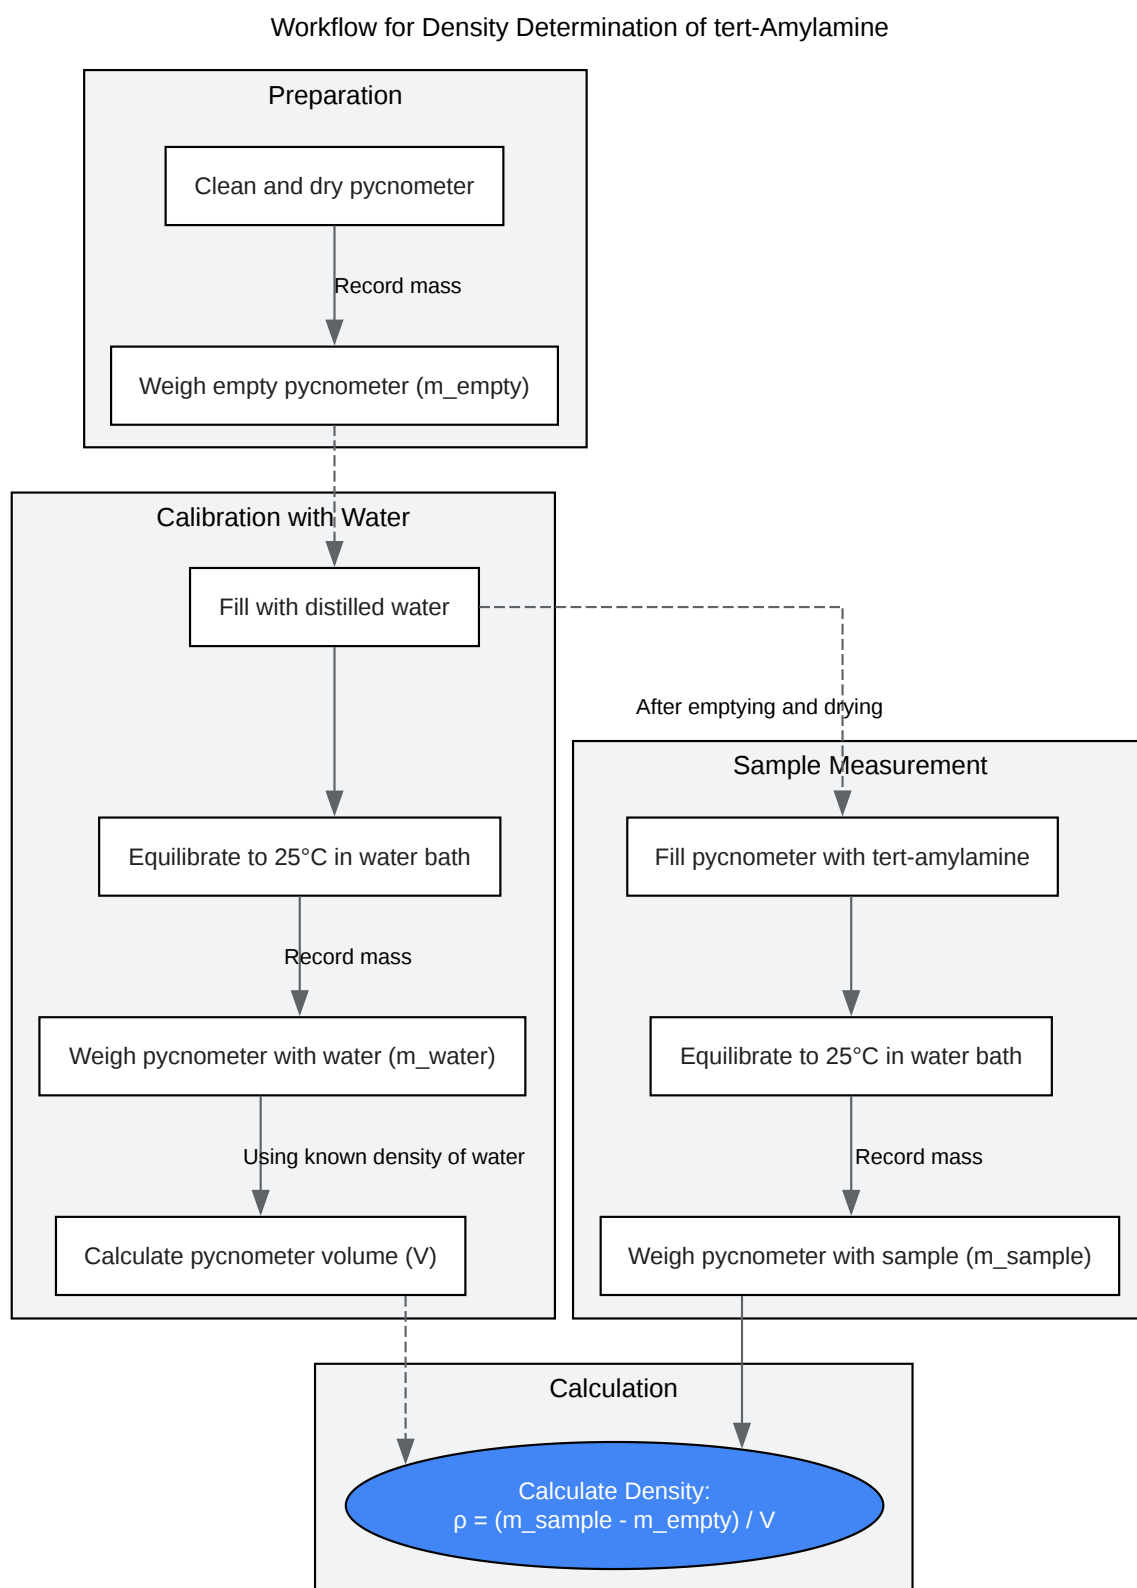 Workflow for Density Determination of tert-Amylamine
Preparation
Clean and dry pycnometer
Record mass
Weigh empty pycnometer (m_empty)
Calibration with Water
Fill with distilled water
After emptying and drying
Sample Measurement
Equilibrate to 25°C in water bath
Fill pycnometer with tert-amylamine
Record mass
Weigh pycnometer with water (m_water)
Equilibrate to 25°C in water bath
Using known density of water
Record mass
Calculate pycnometer volume (V)
Weigh pycnometer with sample (m_sample)
Calculation
Calculate Density:
ρ = (m_sample - m_empty) / V